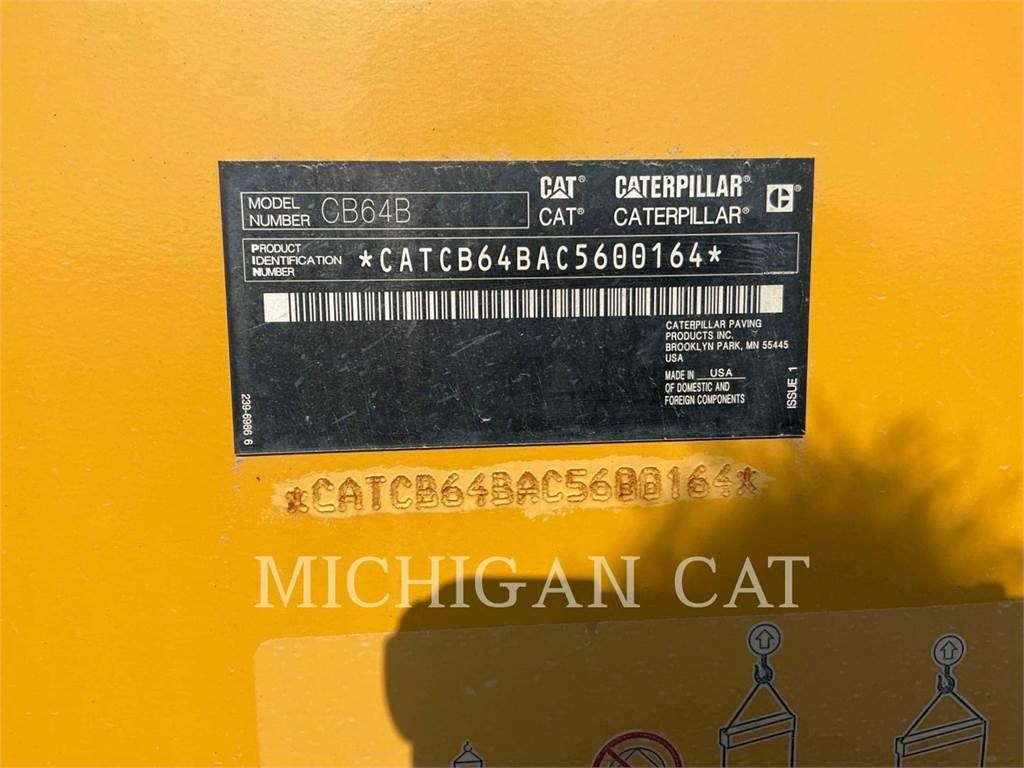 MODEL NUMBER CB64B
CAT® CATERPILLAR®
CAT® CATERPILLAR®
PRODUCT IDENTIFICATION NUMBER *CATCB64BAC5600164*
CATERPILLAR PAVING
PRODUCTS INC.
BROOKLYN PARK, MN 55445
USA
MADE IN USA
OF DOMESTIC AND
FOREIGN COMPONENTS
ISSUE 1
239-6986 6
*CATCB64BAC5600164*
MICHIGAN CAT